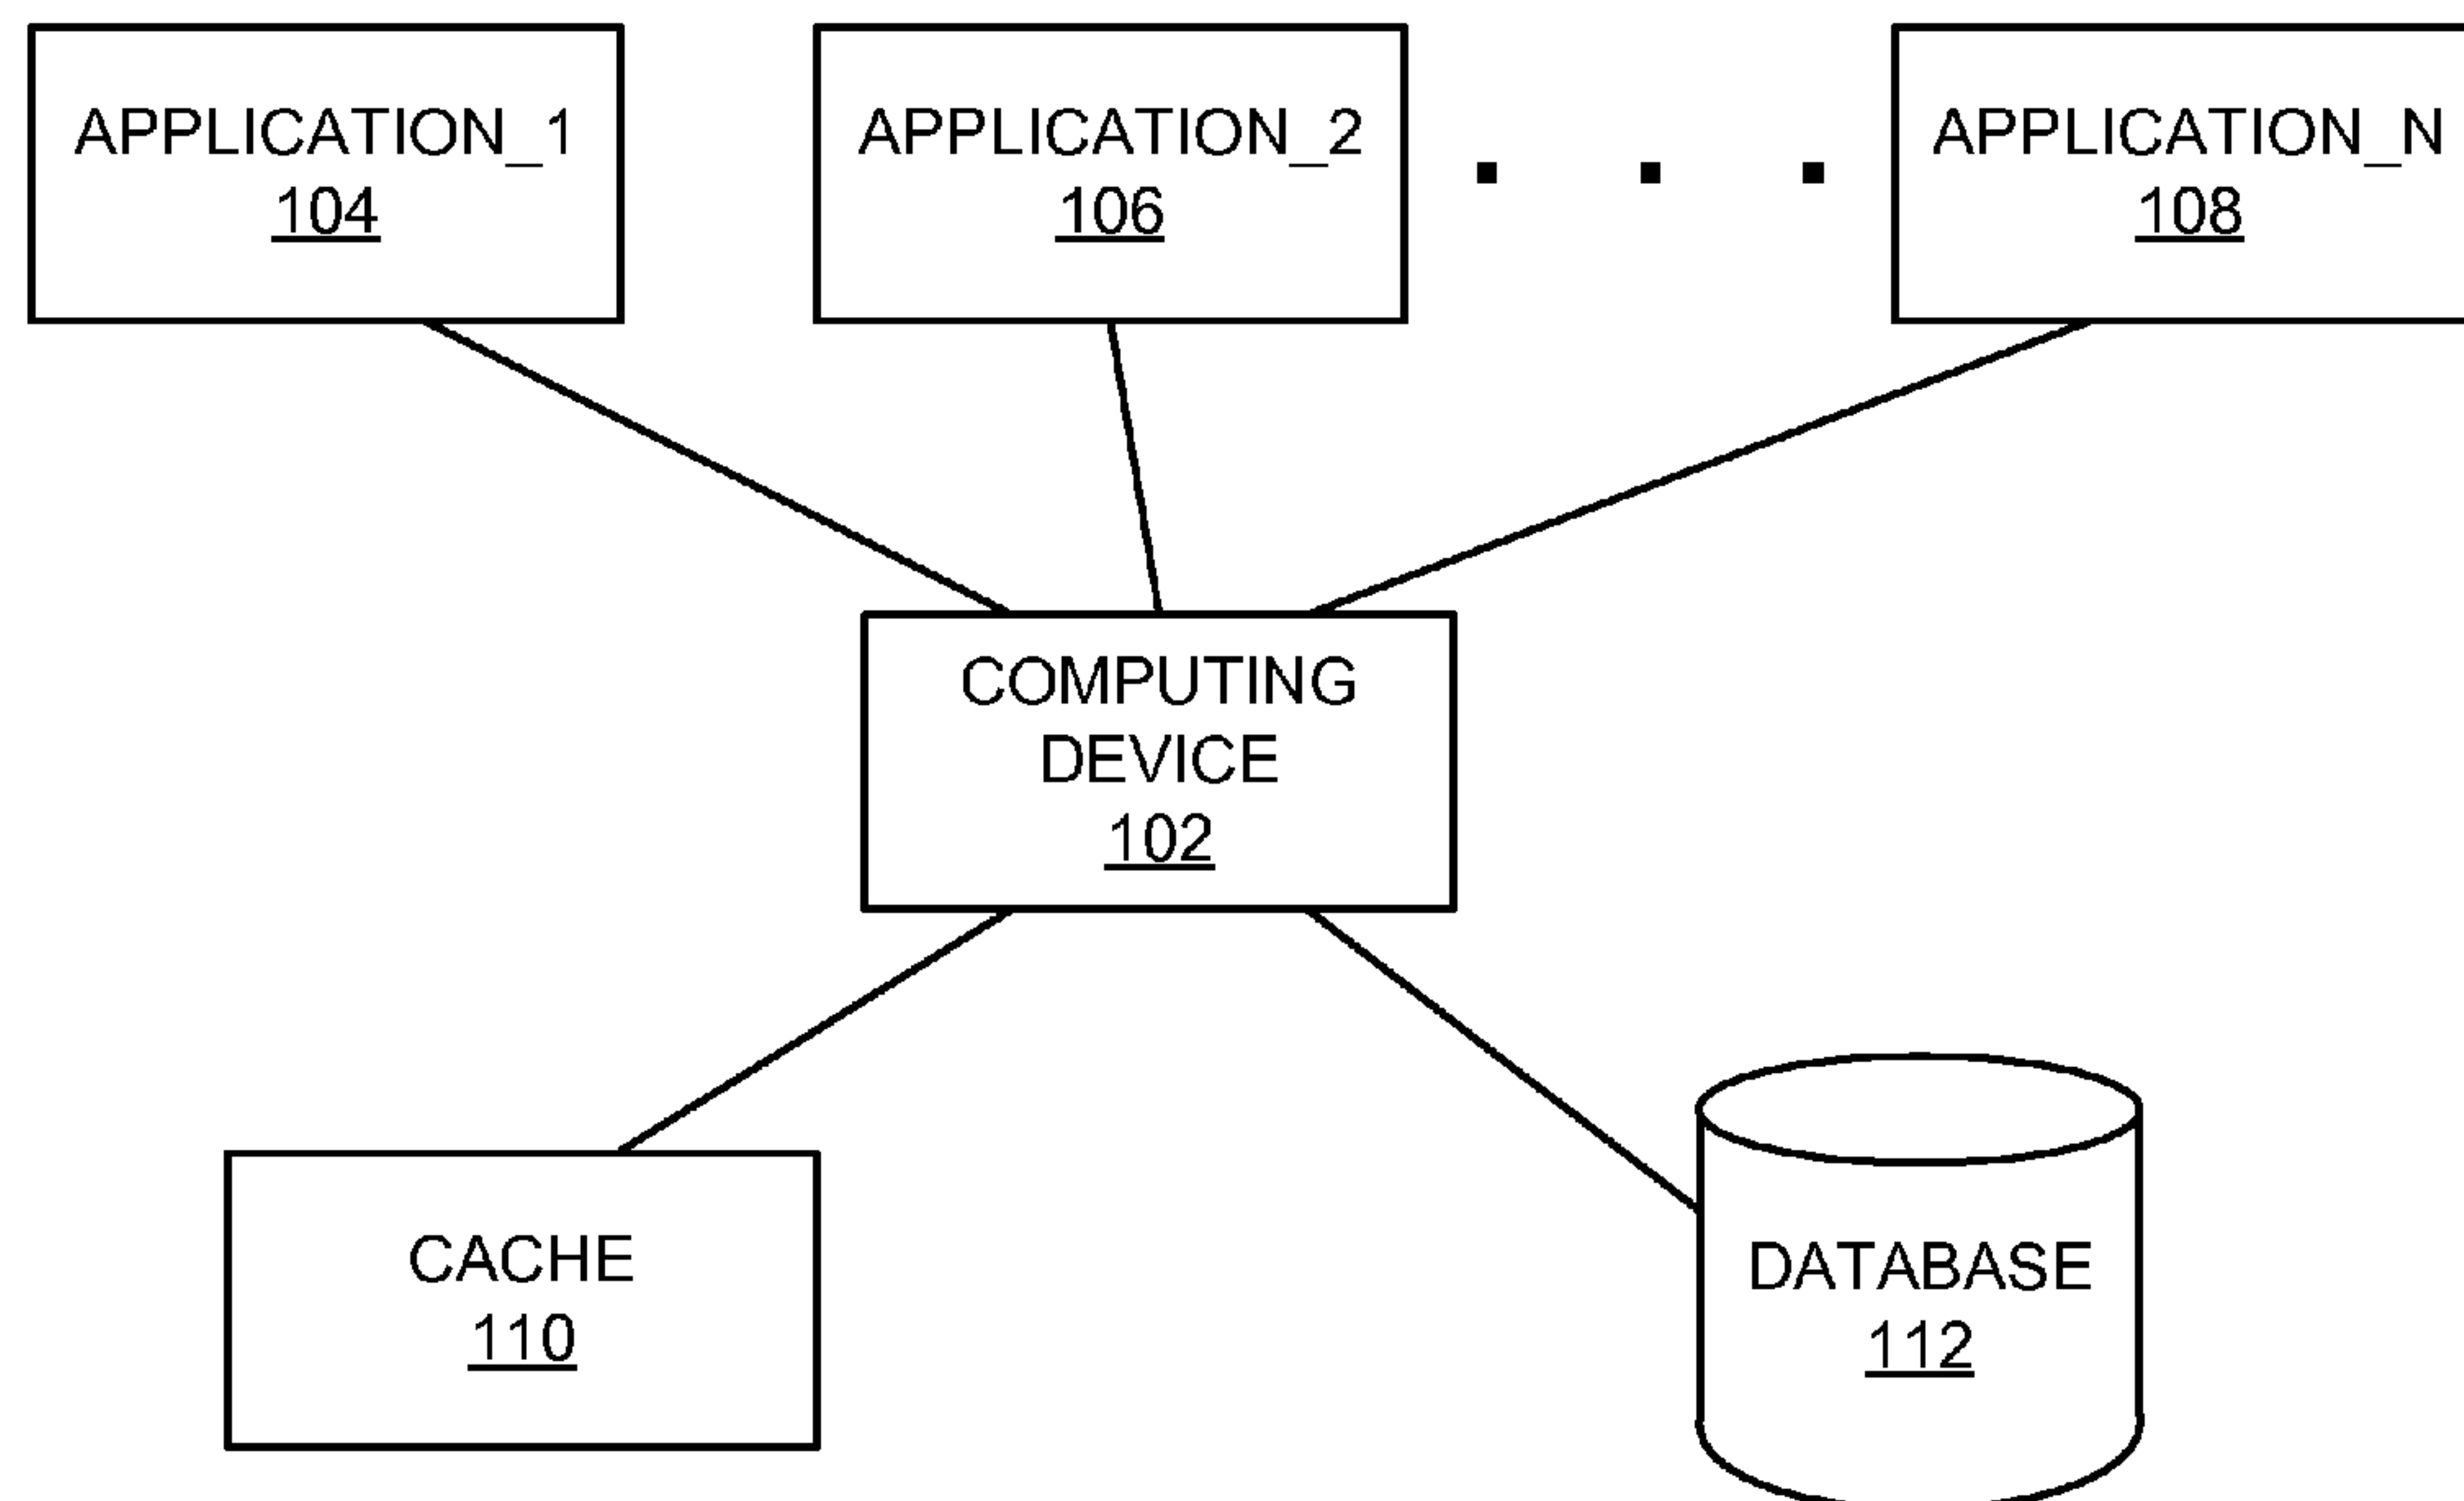 APPLICATION_1
104
APPLICATION_2
106
APPLICATION_N
108
COMPUTING
DEVICE
102
CACHE
110
DATABASE
112